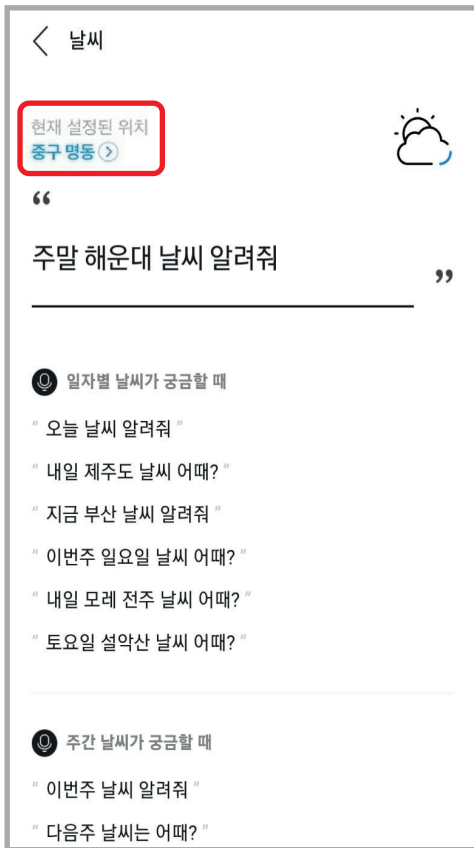 날씨
현재 설정된 위치
중구 명동
“
주말 해운대 날씨 알려줘
”
일자별 날씨가 궁금할 때
“ 오늘 날씨 알려줘 ”
“ 내일 제주도 날씨 어때? ”
“ 지금 부산 날씨 알려줘 ”
“ 이번주 일요일 날씨 어때? ”
“ 내일 모레 전주 날씨 어때? ”
“ 토요일 설악산 날씨 어때? ”
주간 날씨가 궁금할 때
“ 이번주 날씨 알려줘 ”
“ 다음주 날씨는 어때? ”